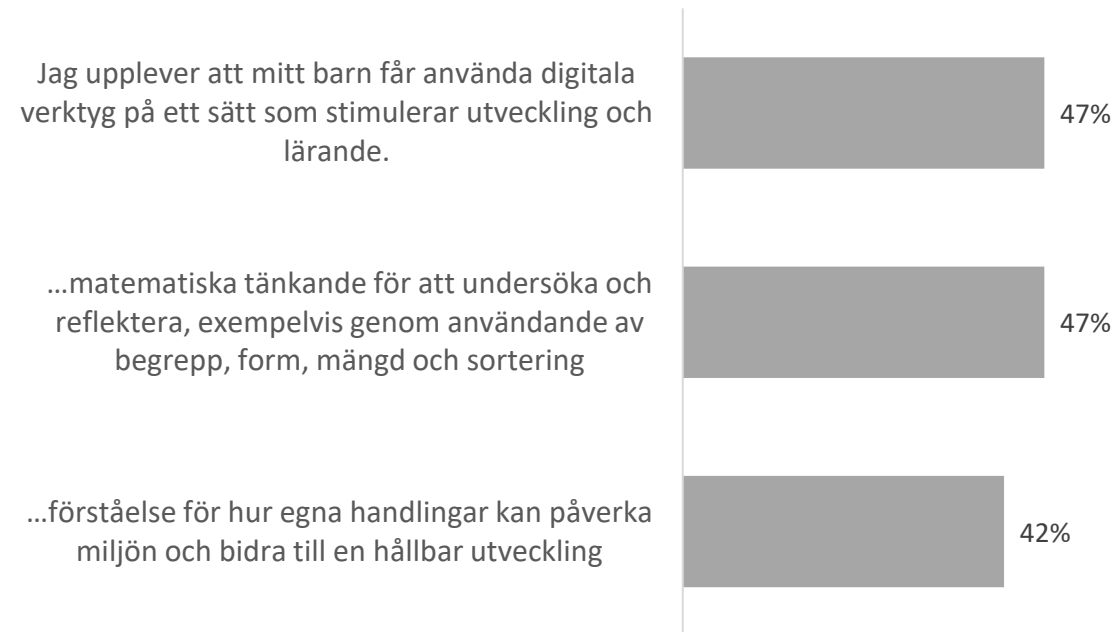 Jag upplever att mitt barn får använda digitala
verktyg på ett sätt som stimulerar utveckling och
lärande.
47%
…matematiska tänkande för att undersöka och
reflektera, exempelvis genom användande av
begrepp, form, mängd och sortering
47%
…förståelse för hur egna handlingar kan påverka
miljön och bidra till en hållbar utveckling
42%